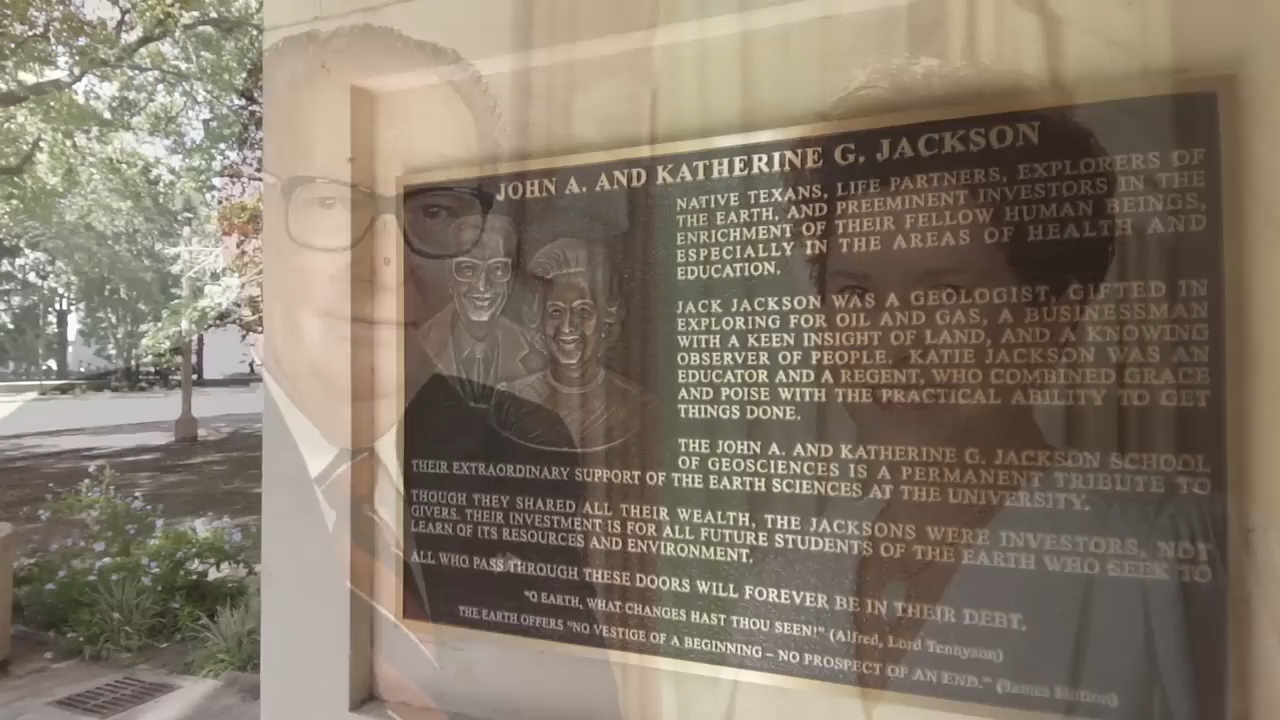 JOHN A. AND KATHERINE G. JACKSON
NATIVE TEXANS, LIFE PARTNERS, EXPLORERS OF
THE EARTH, AND PREEMINENT INVESTORS IN THE
ENRICHMENT OF THEIR FELLOW HUMAN BEINGS,
ESPECIALLY IN THE AREAS OF HEALTH AND
EDUCATION.
JACK JACKSON WAS A GEOLOGIST, GIFTED IN
EXPLORING FOR OIL AND GAS, A BUSINESSMAN
WITH A KEEN INSIGHT OF LAND, AND A KNOWING
OBSERVER OF PEOPLE. KATIE JACKSON WAS AN
EDUCATOR AND A REGENT, WHO COMBINED GRACE
AND POISE WITH THE PRACTICAL ABILITY TO GET
THINGS DONE.
THE JOHN A. AND KATHERINE G. JACKSON SCHOOL
OF GEOSCIENCES IS A PERMANENT TRIBUTE TO
THEIR EXTRAORDINARY SUPPORT OF THE EARTH SCIENCES AT THE UNIVERSITY.
THOUGH THEY SHARED ALL THEIR WEALTH, THE JACKSONS WERE INVESTORS, NOT
GIVERS. THEIR INVESTMENT IS FOR ALL FUTURE STUDENTS OF THE EARTH WHO SEEK TO
LEARN OF ITS RESOURCES AND ENVIRONMENT.
ALL WHO PASS THROUGH THESE DOORS WILL FOREVER BE IN THEIR DEBT.
"O EARTH, WHAT CHANGES HAST THOU SEEN!" (Alfred, Lord Tennyson)
THE EARTH OFFERS "NO VESTIGE OF A BEGINNING – NO PROSPECT OF AN END." (James Hutton)